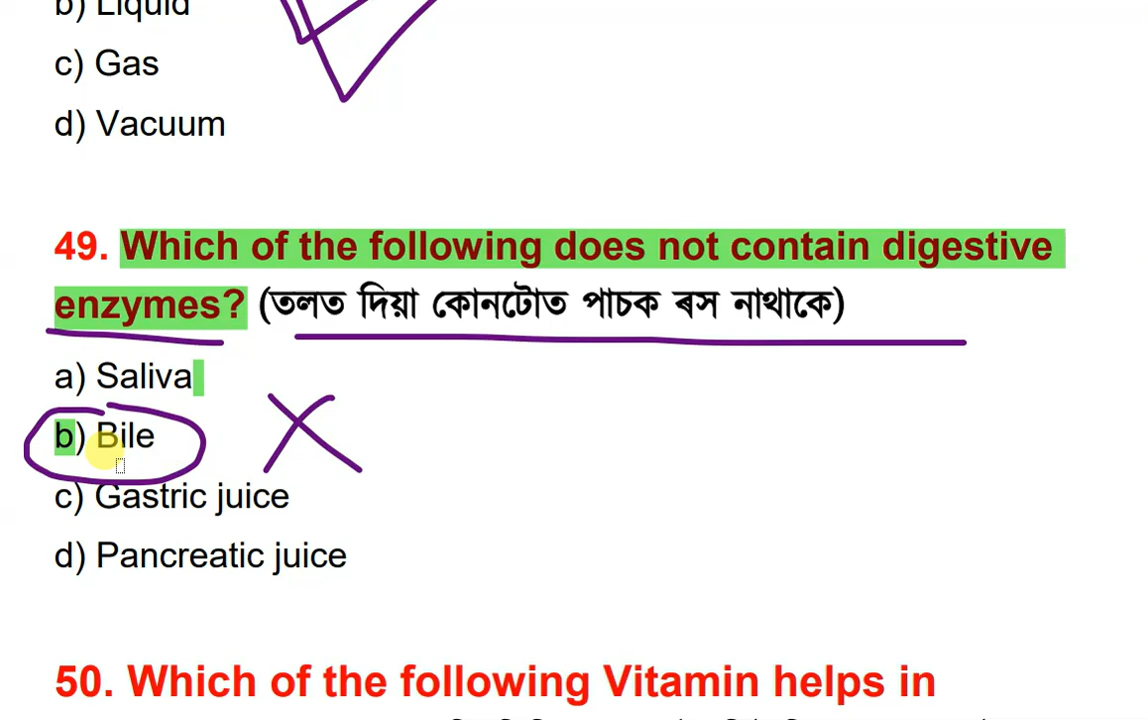 b) Liquid
c) Gas
d) Vacuum
49. Which of the following does not contain digestive
enzymes? (তলত দিয়া কোনটোত পাচক ৰস নাথাকে)
a) Saliva
b) Bile
c) Gastric juice
d) Pancreatic juice
50. Which of the following Vitamin helps in